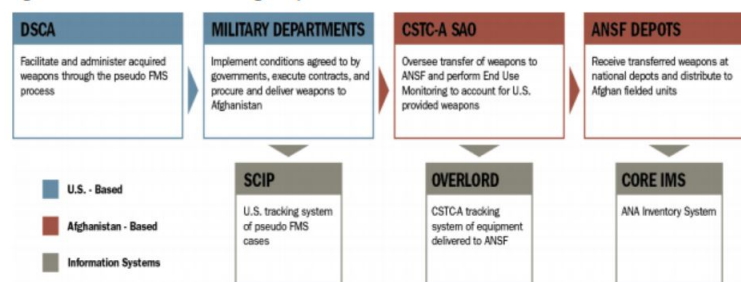 DSCA
Facilitate and administer acquired
weapons through the pseudo FMS
process
MILITARY DEPARTMENTS
Implement conditions agreed to by
governments, execute contracts, and
procure and deliver weapons to
Afghanistan
CSTC-A SAO
Oversee transfer of weapons to
ANSF and perform End Use
Monitoring to account for U.S.
provided weapons
ANSF DEPOTS
Receive transferred weapons at
national depots and distribute to
Afghan fielded units
SCIP
U.S. tracking system
of pseudo FMS
cases
OVERLORD
CSTC-A tracking
system of equipment
delivered to ANSF
CORE IMS
ANA Inventory System
U.S. - Based
Afghanistan - Based
Information Systems